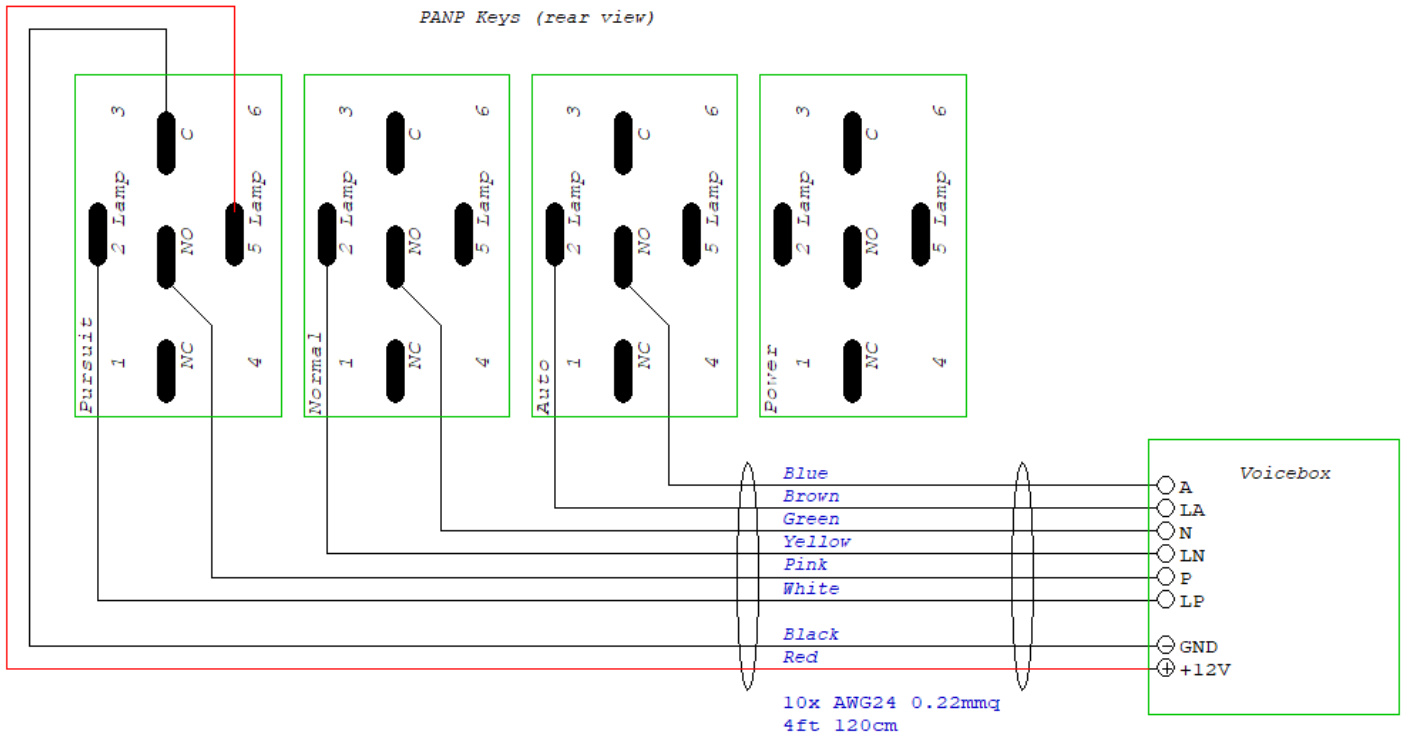 PANP Keys (rear view)
3
6
C
2 Lamp
5 Lamp
NO
1
4
NC
Pursuit
3
6
C
2 Lamp
5 Lamp
NO
1
4
NC
Normal
3
6
C
2 Lamp
5 Lamp
NO
1
4
NC
Auto
3
6
C
2 Lamp
5 Lamp
NO
1
4
NC
Power
Blue
Brown
Green
Yellow
Pink
White
Black
Red
10x AWG24 0.22mmq
4ft 120cm
Voicebox
A
LA
N
LN
P
LP
GND
+12V